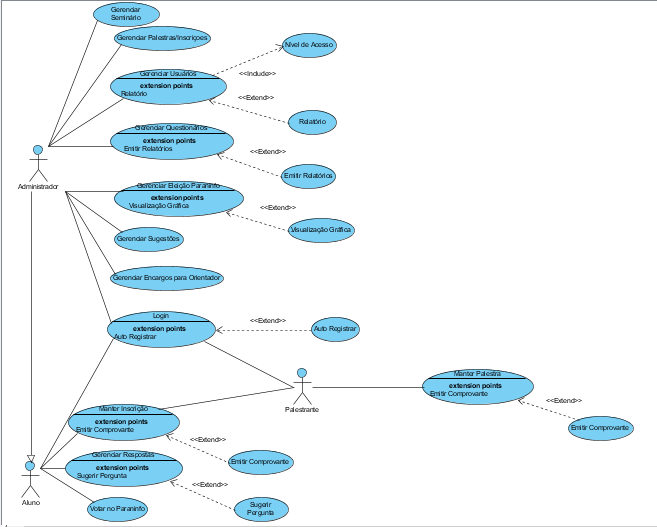 Gerenciar
Seminário
Gerenciar Palestras/Inscriçoes
Nível de Acesso
Gerenciar Usuários
<<Include>>
extension points
Relatório
<<Extend>>
Relatório
Gerenciar Questionários
extension points
Emitir Relatórios
<<Extend>>
Emitir Relatórios
Administrador
Gerenciar Eleição Paraninfo
extension points
Visualização Gráfica
<<Extend>>
Visualização Gráfica
Gerenciar Sugestões
Gerenciar Encargos para Orientador
Login
extension points
Auto Registrar
<<Extend>>
Auto Registrar
Palestrante
Manter Palestra
extension points
Emitir Comprovante
<<Extend>>
Emitir Comprovante
Manter Inscrição
extension points
Emitir Comprovante
<<Extend>>
Emitir Comprovante
Gerenciar Respostas
extension points
Sugerir Pergunta
<<Extend>>
Sugerir
Pergunta
Aluno
Votar no Paraninfo